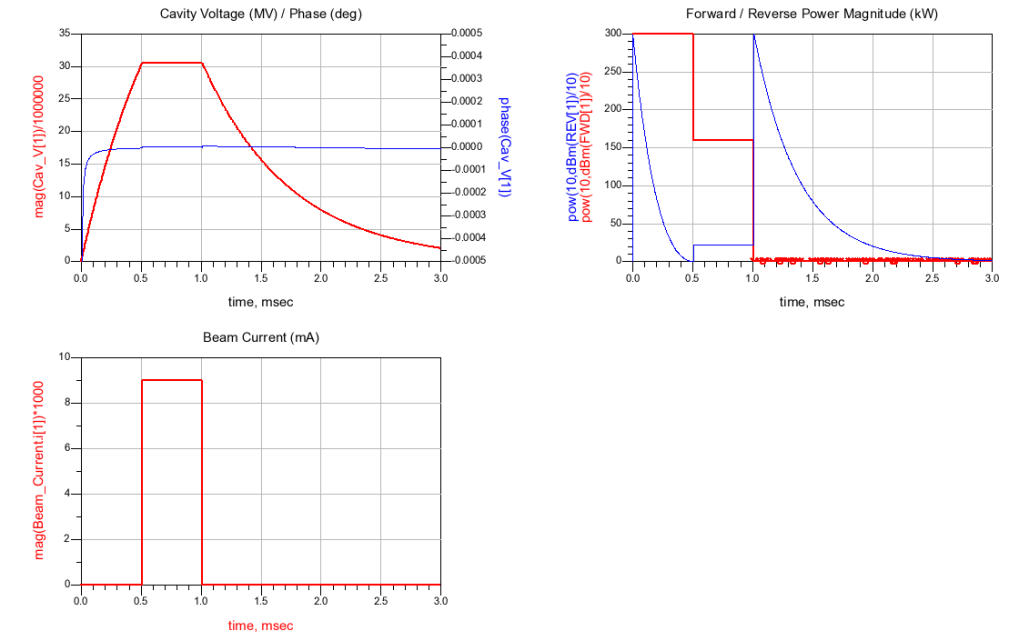 Cavity Voltage (MV) / Phase (deg)
mag(Cav_V[1])/1000000
35
30
25
20
15
10
5
0
0.0005
0.0004
0.0003
0.0002
0.0001
0.0000
-0.0001
-0.0002
-0.0003
-0.0004
-0.0005
phase(Cav_V[1])
0.0 0.5 1.0 1.5 2.0 2.5 3.0
time, msec
Forward / Reverse Power Magnitude (kW)
pow(10,dBm(REV[1])/10)
pow(10,dBm(FWD[1])/10)
300
250
200
150
100
50
0
0.0 0.5 1.0 1.5 2.0 2.5 3.0
time, msec
Beam Current (mA)
mag(Beam_Current.i[1])*1000
10
8
6
4
2
0
0.0 0.5 1.0 1.5 2.0 2.5 3.0
time, msec